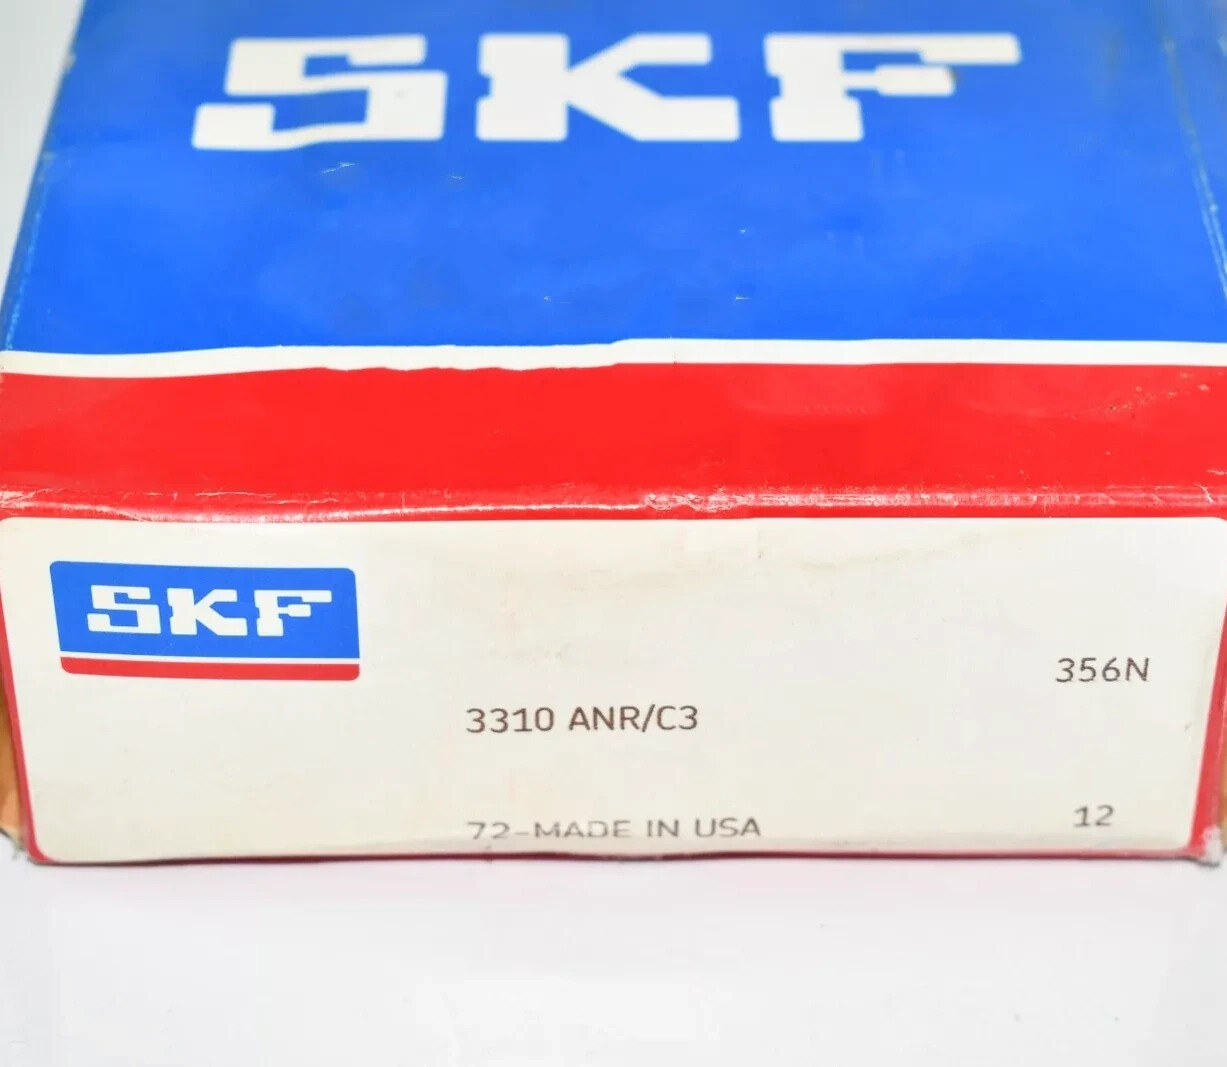 SKF
SKF
356N
3310 ANR/C3
12
72-MADE IN USA